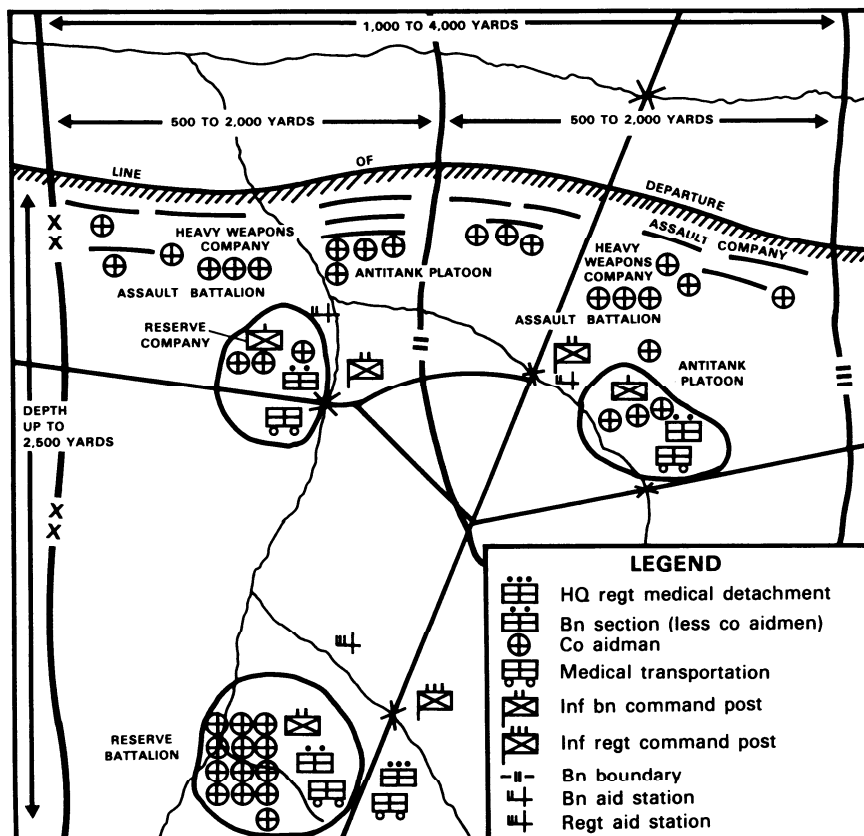 1,000 TO 4,000 YARDS
500 TO 2,000 YARDS
500 TO 2,000 YARDS
LINE OF DEPARTURE
X
X
HEAVY WEAPONS
COMPANY
ANTITANK PLATOON
ASSAULT BATTALION
ASSAULT COMPANY
HEAVY
WEAPONS
COMPANY
ASSAULT BATTALION
RESERVE
COMPANY
ANTITANK
PLATOON
DEPTH
UP TO
2,500 YARDS
X
X
RESERVE
BATTALION
LEGEND
HQ regt medical detachment
Bn section (less co aidmen)
Co aidman
Medical transportation
Inf bn command post
Inf regt command post
Bn boundary
Bn aid station
Regt aid station